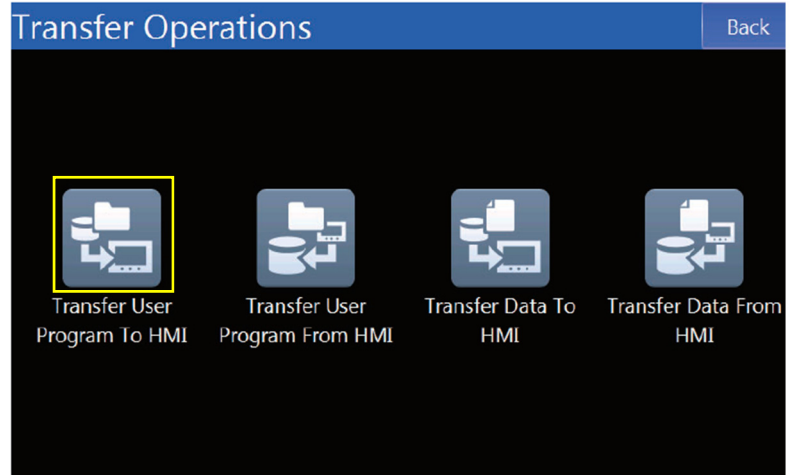 Transfer Operations
Back
Transfer User
Program To HMI
Transfer User
Program From HMI
Transfer Data To
HMI
Transfer Data From
HMI